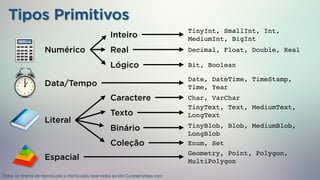 Tipos Primitivos
Numérico
Inteiro
TinyInt, SmallInt, Int,
MediumInt, BigInt
Real
Decimal, Float, Double, Real
Lógico
Bit, Boolean
Data/Tempo
Date, DateTime, TimeStamp,
Time, Year
Literal
Caractere
Char, VarChar
Texto
TinyText, Text, MediumText,
LongText
Binário
TinyBlob, Blob, MediumBlob,
LongBlob
Coleção
Enum, Set
Espacial
Geometry, Point, Polygon,
MultiPolygon
Todos os direitos de reprodução e distribuição reservados ao site CursoemVideo.com